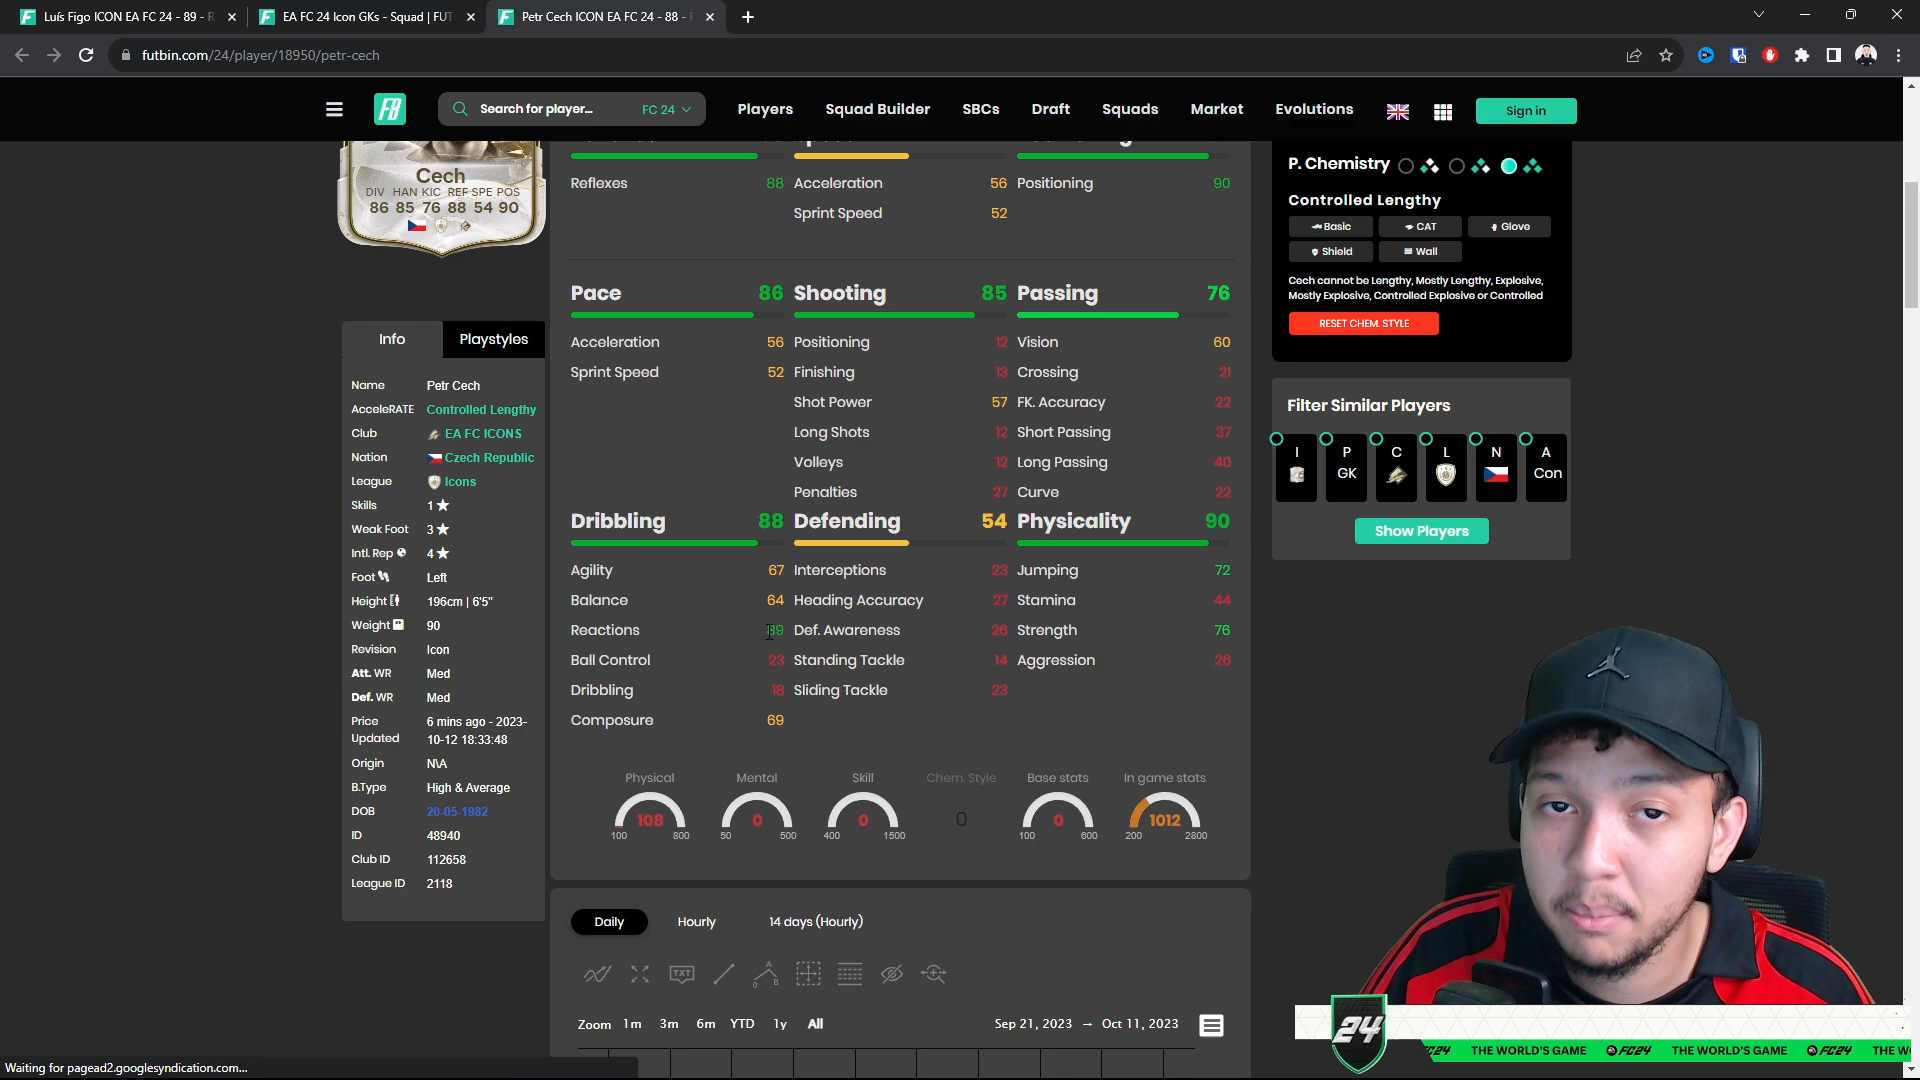 Luís Figo ICON EA FC 24 - 89 - R
EA FC 24 Icon GKs - Squad | FUT
Petr Cech ICON EA FC 24 - 88 -
futbin.com/24/player/18950/petr-cech
Search for player... FC 24
Players Squad Builder SBCs Draft Squads Market Evolutions Sign in
Cech
DIV HAN KIC REF SPE POS
86 85 76 88 54 90
Reflexes 88 Acceleration 56 Positioning 90
Sprint Speed 52
P. Chemistry
Controlled Lengthy
Basic CAT Glove
Shield Wall
Cech cannot be Lengthy, Mostly Lengthy, Explosive,
Mostly Explosive, Controlled Explosive or Controlled
RESET CHEM. STYLE
Pace 86 Shooting 85 Passing 76
Acceleration 56 Positioning 12 Vision 60
Sprint Speed 52 Finishing 13 Crossing 21
Shot Power 57 FK. Accuracy 22
Long Shots 12 Short Passing 37
Volleys 12 Long Passing 40
Penalties 27 Curve 22
Dribbling 88 Defending 54 Physicality 90
Agility 67 Interceptions 23 Jumping 72
Balance 64 Heading Accuracy 27 Stamina 44
Reactions 89 Def. Awareness 26 Strength 76
Ball Control 23 Standing Tackle 14 Aggression 26
Dribbling 18 Sliding Tackle 23
Composure 69
Info Playstyles
Name Petr Cech
AcceleRATE Controlled Lengthy
Club EA FC ICONS
Nation Czech Republic
League Icons
Skills 1
Weak Foot 3
Intl. Rep 4
Foot Left
Height 196cm | 6'5"
Weight 90
Revision Icon
Att. WR Med
Def. WR Med
Price 6 mins ago - 2023-
Updated 10-12 18:33:48
Origin N\A
B.Type High & Average
DOB 20-05-1982
ID 48940
Club ID 112658
League ID 2118
Filter Similar Players
I P C L N A
GK Con
Show Players
Physical Mental Skill Chem. Style Base stats In game stats
108 0 0 0 0 1012
100 800 50 500 400 1500 100 600 200 2800
Daily Hourly 14 days (Hourly)
TXT
A
0 B
Zoom 1m 3m 6m YTD 1y All
Sep 21, 2023 → Oct 11, 2023
24
FC24 THE WORLD'S GAME FC24 THE WORLD'S GAME FC24 THE W
Waiting for pagead2.googlesyndication.com...